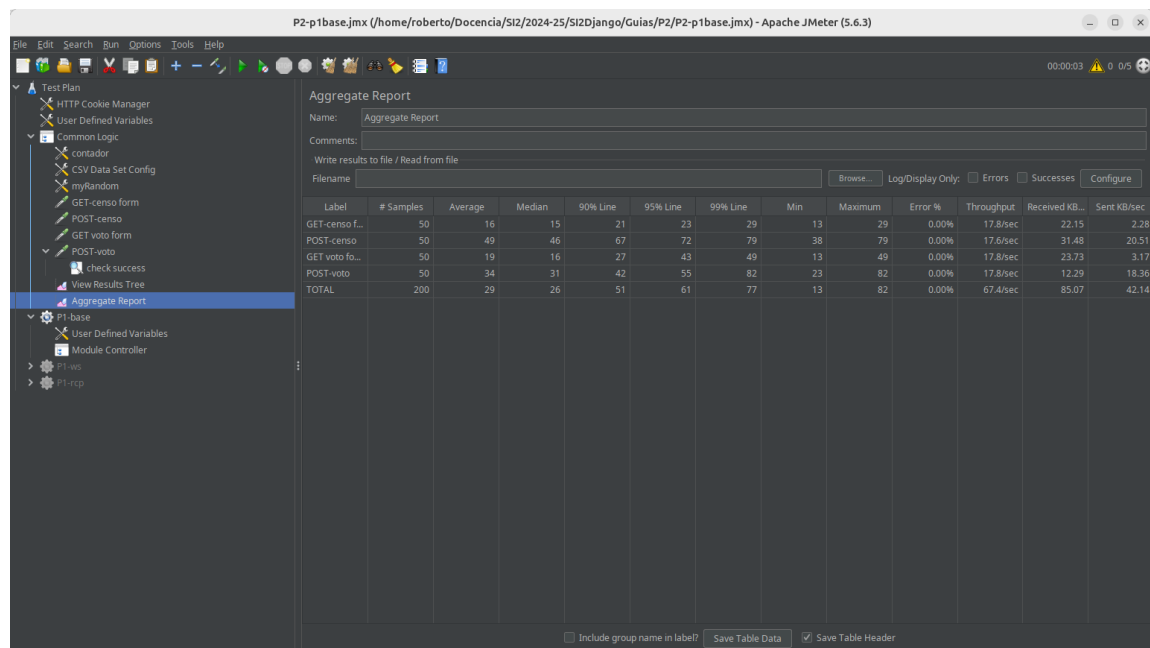 P2-p1base.jmx (/home/roberto/Docencia/SI2/2024-25/SI2Django/Guias/P2/P2-p1base.jmx) - Apache JMeter (5.6.3)
File Edit Search Run Options Tools Help
00:00:03 0 0/5
Test Plan
HTTP Cookie Manager
User Defined Variables
Common Logic
contador
CSV Data Set Config
myRandom
GET-censo form
POST-censo
GET voto form
POST-voto
check success
View Results Tree
Aggregate Report
P1-base
User Defined Variables
Module Controller
P1-ws
P1-rcp
Aggregate Report
Name: Aggregate Report
Comments:
Write results to file / Read from file
Filename Browse... Log/Display Only: Errors Successes Configure
Label # Samples Average Median 90% Line 95% Line 99% Line Min Maximum Error % Throughput Received KB... Sent KB/sec
GET-censo f... 50 16 15 21 23 29 13 29 0.00% 17.8/sec 22.15 2.28
POST-censo 50 49 46 67 72 79 38 79 0.00% 17.6/sec 31.48 20.51
GET voto fo... 50 19 16 27 43 49 13 49 0.00% 17.8/sec 23.73 3.17
POST-voto 50 34 31 42 55 82 23 82 0.00% 17.8/sec 12.29 18.36
TOTAL 200 29 26 51 61 77 13 82 0.00% 67.4/sec 85.07 42.14
Include group name in label? Save Table Data Save Table Header